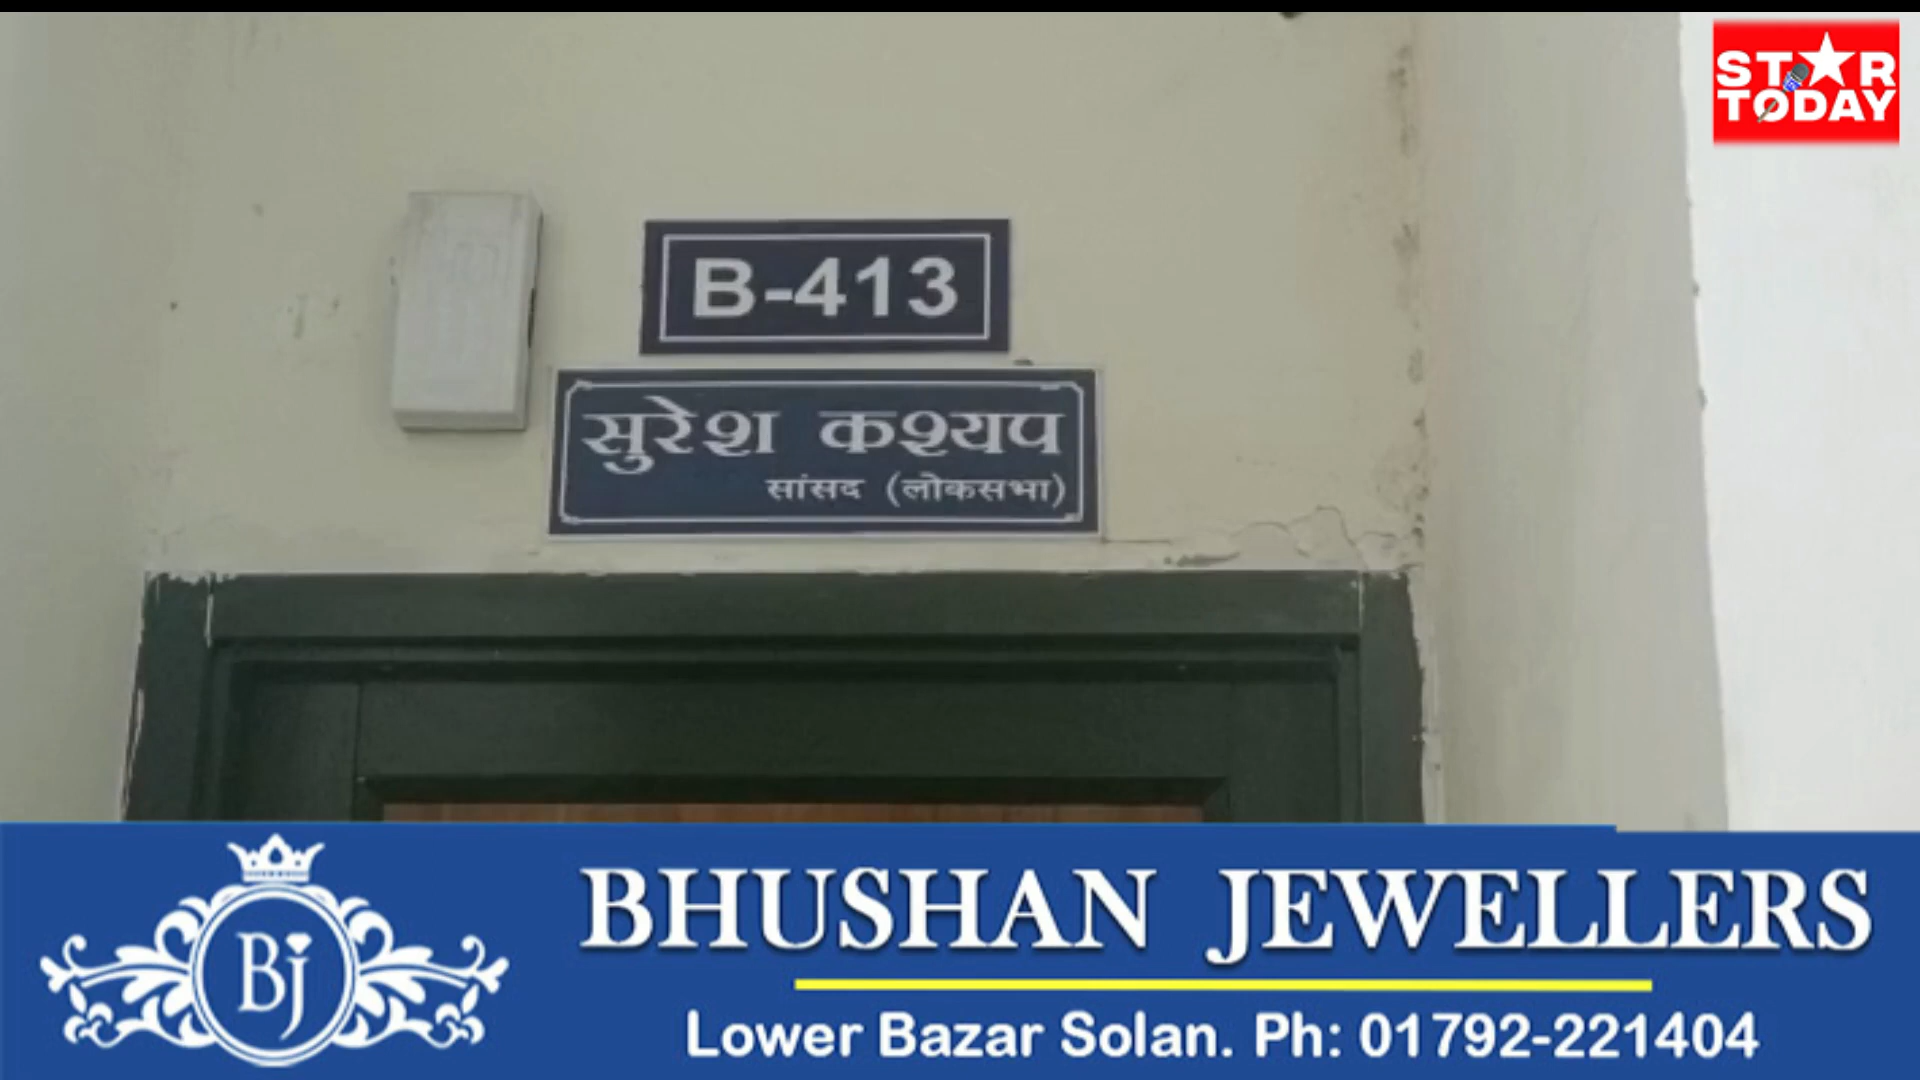 STAR
TODAY
B-413
सुरेश कश्यप
सांसद (लोकसभा)
BJ
BHUSHAN JEWELLERS
Lower Bazar Solan. Ph: 01792-221404